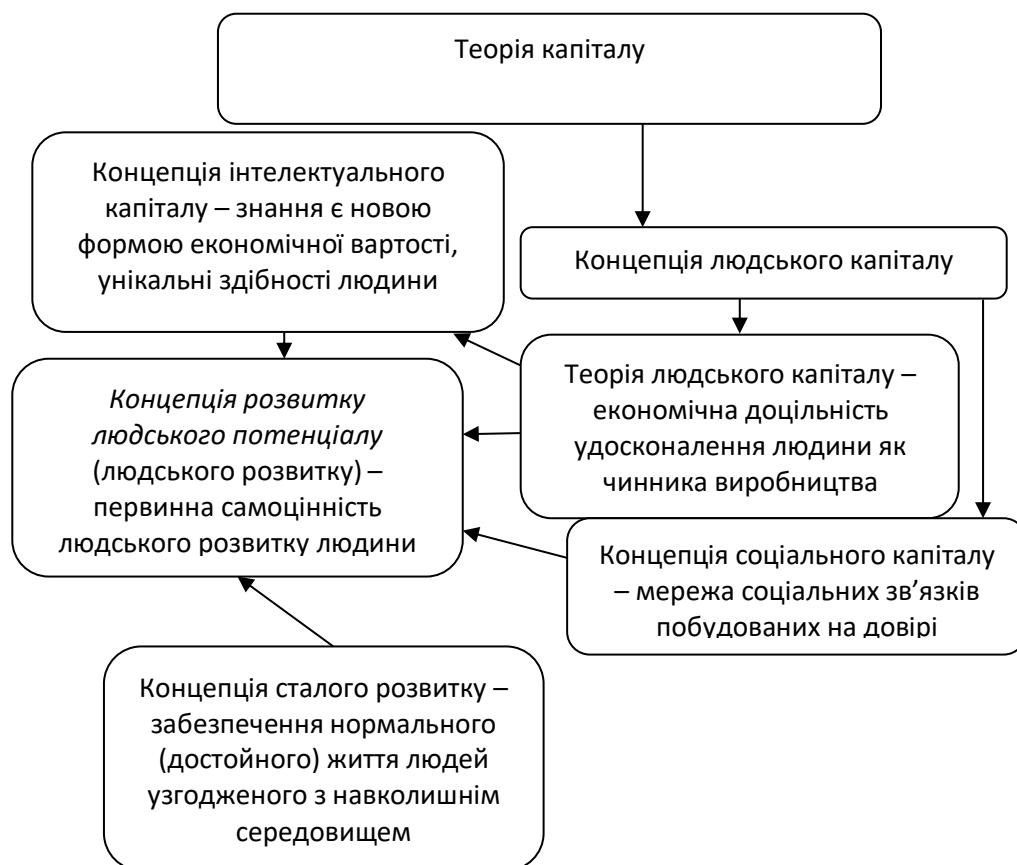 Теорія капіталу
Концепція інтелектуального
капіталу – знання є новою
формою економічної вартості,
унікальні здібності людини
Концепція людського капіталу
Теорія людського капіталу –
економічна доцільність
удосконалення людини як
чинника виробництва
Концепція розвитку
людського потенціалу
(людського розвитку) –
первинна самоцінність
людського розвитку людини
Концепція соціального капіталу
– мережа соціальних зв’язків
побудованих на довірі
Концепція сталого розвитку –
забезпечення нормального
(достойного) життя людей
узгодженого з навколишнім
середовищем